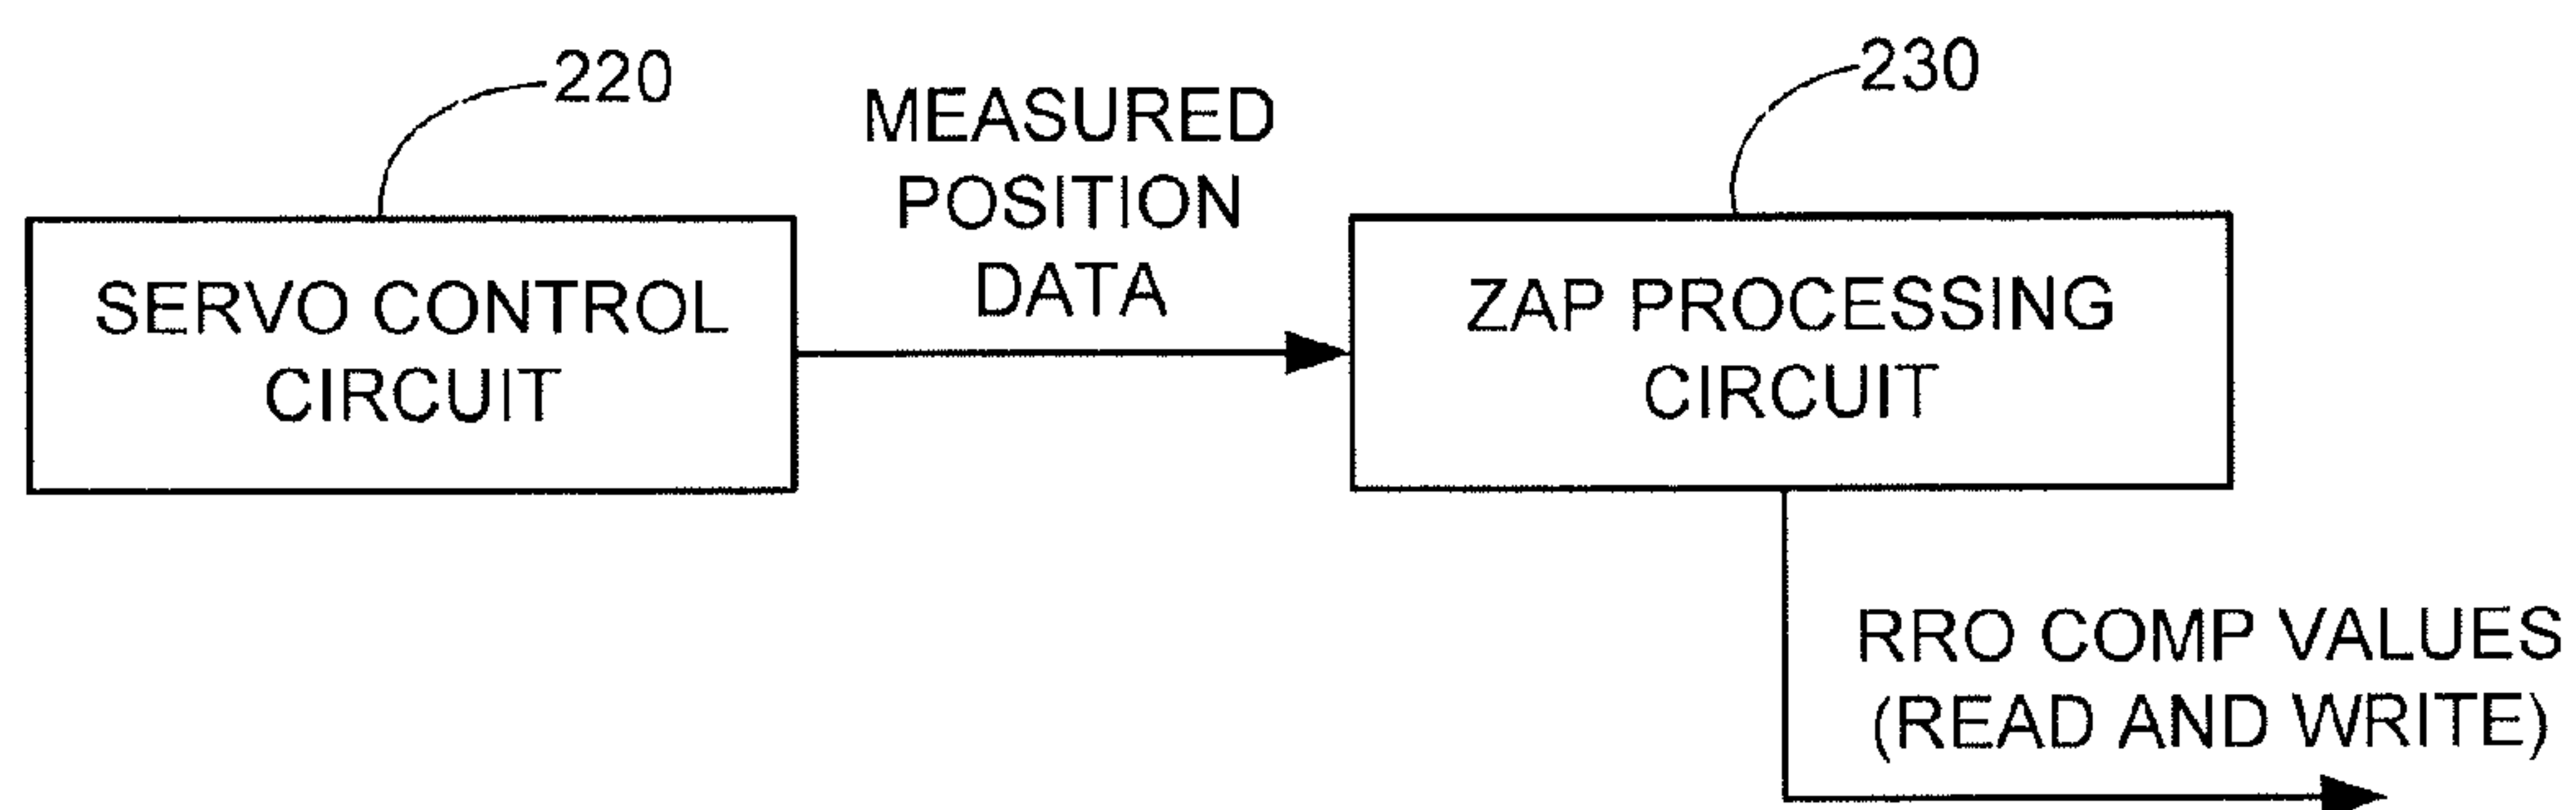 220
230
MEASURED
POSITION
DATA
SERVO CONTROL
CIRCUIT
ZAP PROCESSING
CIRCUIT
RRO COMP VALUES
(READ AND WRITE)